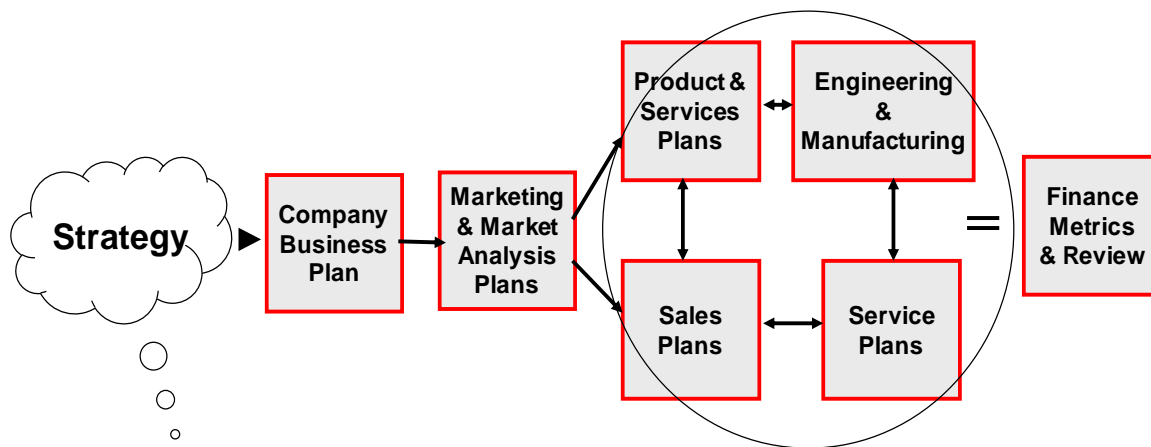 Strategy
Company
Business
Plan
Marketing
& Market
Analysis
Plans
Product &
Services
Plans
Engineering
&
Manufacturing
Sales
Plans
Service
Plans
=
Finance
Metrics
& Review